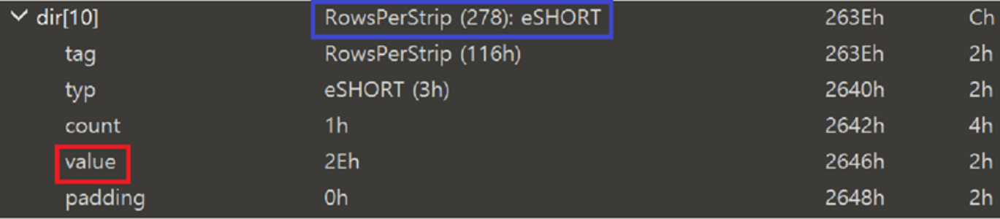 dir[10] RowsPerStrip (278): eSHORT 263Eh Ch
tag RowsPerStrip (116h) 263Eh 2h
typ eSHORT (3h) 2640h 2h
count 1h 2642h 4h
value 2Eh 2646h 2h
padding 0h 2648h 2h